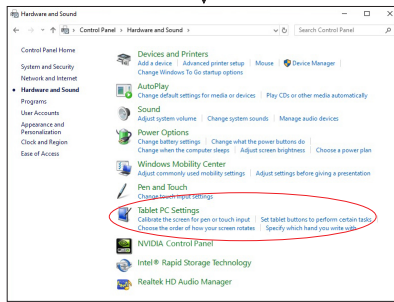 Hardware and Sound
Control Panel > Hardware and Sound >
Search Control Panel
Control Panel Home
System and Security
Network and Internet
Hardware and Sound
Programs
User Accounts
Appearance and
Personalization
Clock and Region
Ease of Access
Devices and Printers
Add a device | Advanced printer setup | Mouse | Device Manager
Change Windows To Go startup options
AutoPlay
Change default settings for media or devices | Play CDs or other media automatically
Sound
Adjust system volume | Change system sounds | Manage audio devices
Power Options
Change battery settings | Change what the power buttons do
Change when the computer sleeps | Adjust screen brightness | Choose a power plan
Windows Mobility Center
Adjust commonly used mobility settings | Adjust settings before giving a presentation
Pen and Touch
Change touch input settings
Tablet PC Settings
Calibrate the screen for pen or touch input | Set tablet buttons to perform certain tasks
Choose the order of how your screen rotates | Specify which hand you write with
NVIDIA Control Panel
Intel® Rapid Storage Technology
Realtek HD Audio Manager